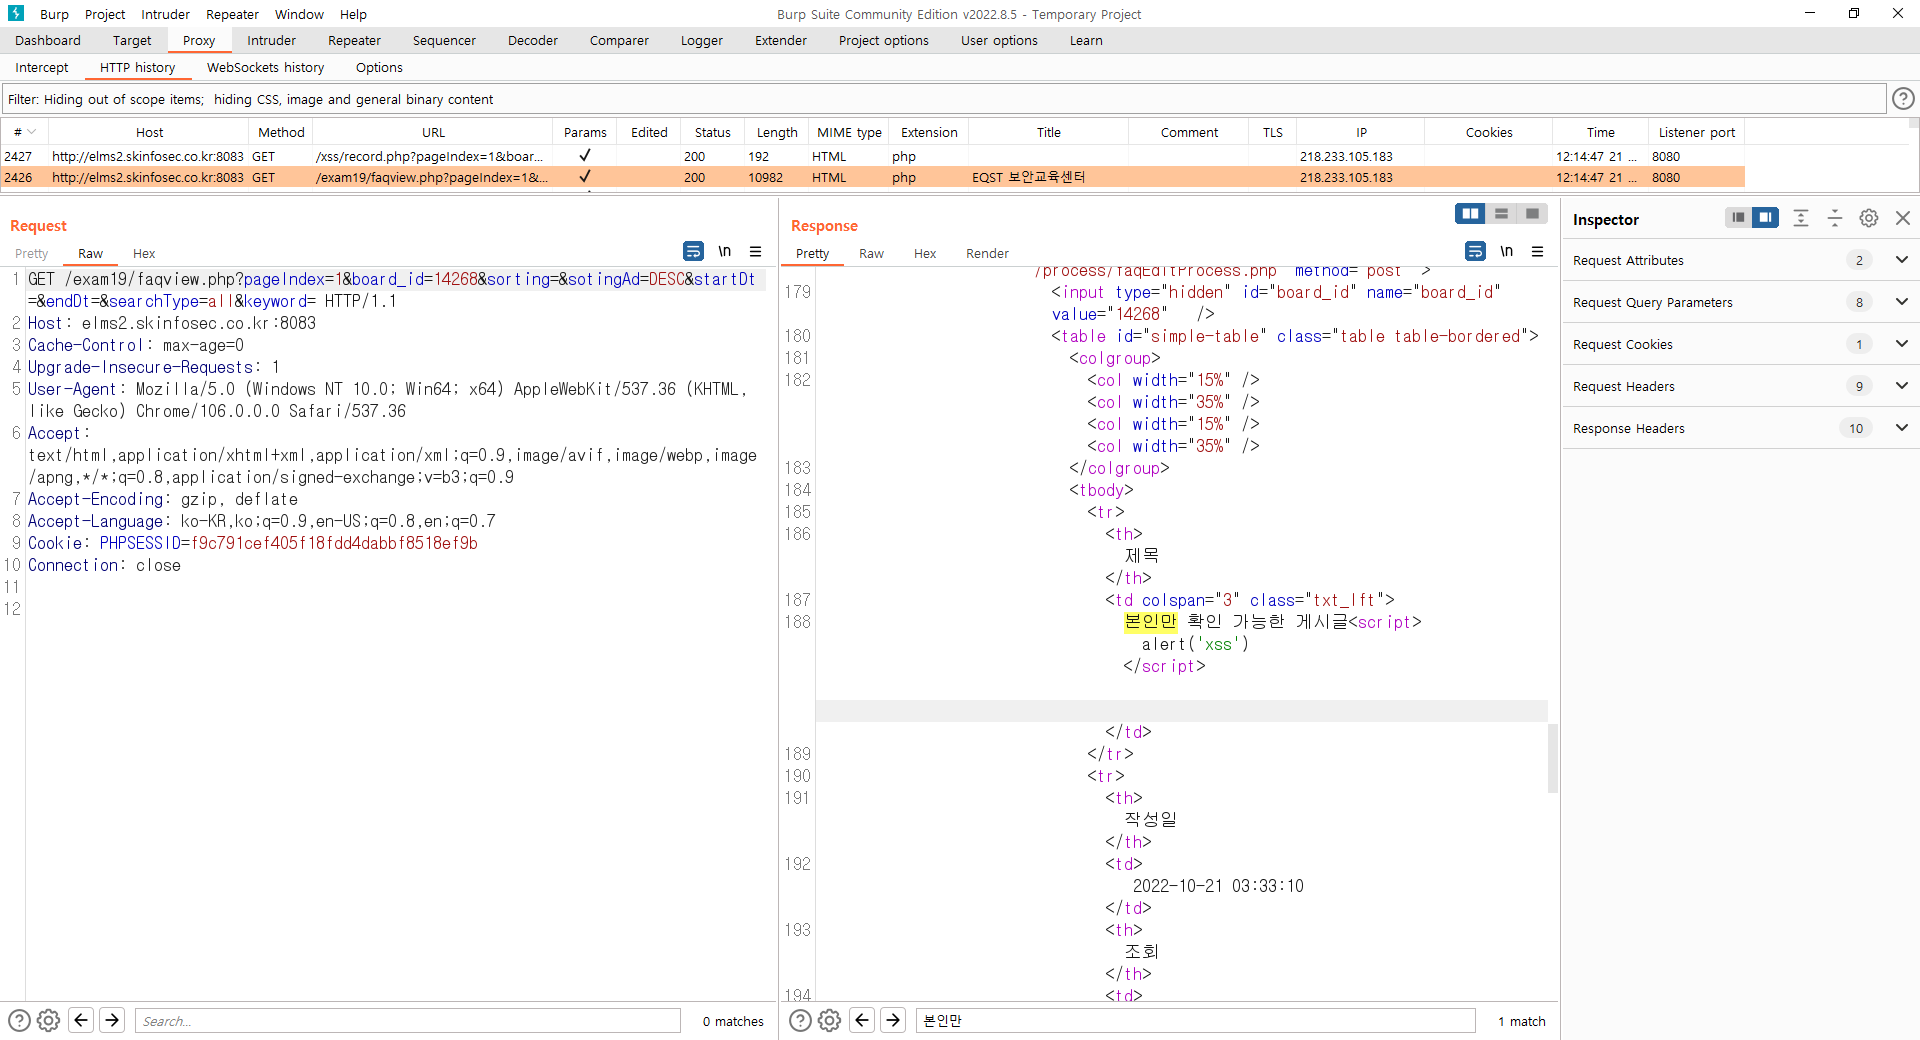 Burp Project Intruder Repeater Window Help
Burp Suite Community Edition v2022.8.5 - Temporary Project
Dashboard Target Proxy Intruder Repeater Sequencer Decoder Comparer Logger Extender Project options User options Learn
Intercept HTTP history WebSockets history Options
Filter: Hiding out of scope items; hiding CSS, image and general binary content
# Host Method URL Params Edited Status Length MIME type Extension Title Comment TLS IP Cookies Time Listener port
2427 http://elms2.skinfosec.co.kr:8083 GET /xss/record.php?pageIndex=1&boar... ✓ 200 192 HTML php 218.233.105.183 12:14:47 21 ... 8080
2426 http://elms2.skinfosec.co.kr:8083 GET /exam19/faqview.php?pageIndex=1&... ✓ 200 10982 HTML php EQST 보안교육센터 218.233.105.183 12:14:47 21 ... 8080
Request
Pretty Raw Hex
\n
1 GET /exam19/faqview.php?pageIndex=1&board_id=14268&sorting=&sotingAd=DESC&startDt
=&endDt=&searchType=all&keyword= HTTP/1.1
2 Host: elms2.skinfosec.co.kr:8083
3 Cache-Control: max-age=0
4 Upgrade-Insecure-Requests: 1
5 User-Agent: Mozilla/5.0 (Windows NT 10.0; Win64; x64) AppleWebKit/537.36 (KHTML,
like Gecko) Chrome/106.0.0.0 Safari/537.36
6 Accept:
text/html,application/xhtml+xml,application/xml;q=0.9,image/avif,image/webp,image
/apng,*/*;q=0.8,application/signed-exchange;v=b3;q=0.9
7 Accept-Encoding: gzip, deflate
8 Accept-Language: ko-KR,ko;q=0.9,en-US;q=0.8,en;q=0.7
9 Cookie: PHPSESSID=f9c791cef405f18fdd4dabbf8518ef9b
10 Connection: close
11
12
Search...
0 matches
Response
Pretty Raw Hex Render
\n
/process/faqEditProcess.php" method="post" >
179 <input type="hidden" id="board_id" name="board_id"
value="14268" />
180 <table id="simple-table" class="table table-bordered">
181 <colgroup>
182 <col width="15%" />
<col width="35%" />
<col width="15%" />
<col width="35%" />
183 </colgroup>
184 <tbody>
185 <tr>
186 <th>
제목
</th>
187 <td colspan="3" class="txt_lft">
188 본인만 확인 가능한 게시글<script>
alert('xss')
</script>
</td>
189 </tr>
190 <tr>
191 <th>
작성일
</th>
192 <td>
2022-10-21 03:33:10
</td>
193 <th>
조회
</th>
194 <td>
본인만
1 match
Inspector
Request Attributes 2
Request Query Parameters 8
Request Cookies 1
Request Headers 9
Response Headers 10